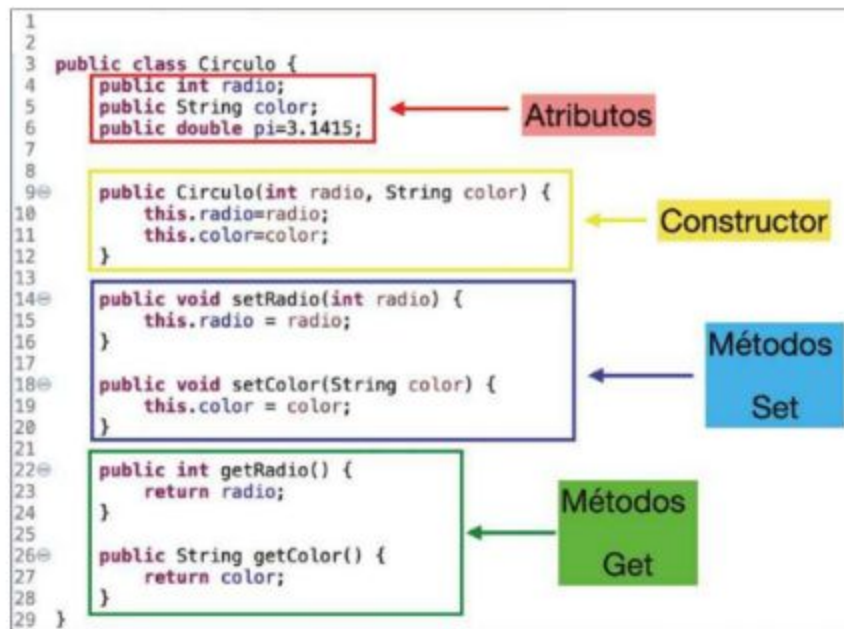 1
2
3 public class Circulo {
4 public int radio;
5 public String color;
6 public double pi=3.1415;
7
8
9 public Circulo(int radio, String color) {
10 this.radio=radio;
11 this.color=color;
12 }
13
14 public void setRadio(int radio) {
15 this.radio = radio;
16 }
17
18 public void setColor(String color) {
19 this.color = color;
20 }
21
22 public int getRadio() {
23 return radio;
24 }
25
26 public String getColor() {
27 return color;
28 }
29 }
Atributos
Constructor
Métodos
Set
Métodos
Get